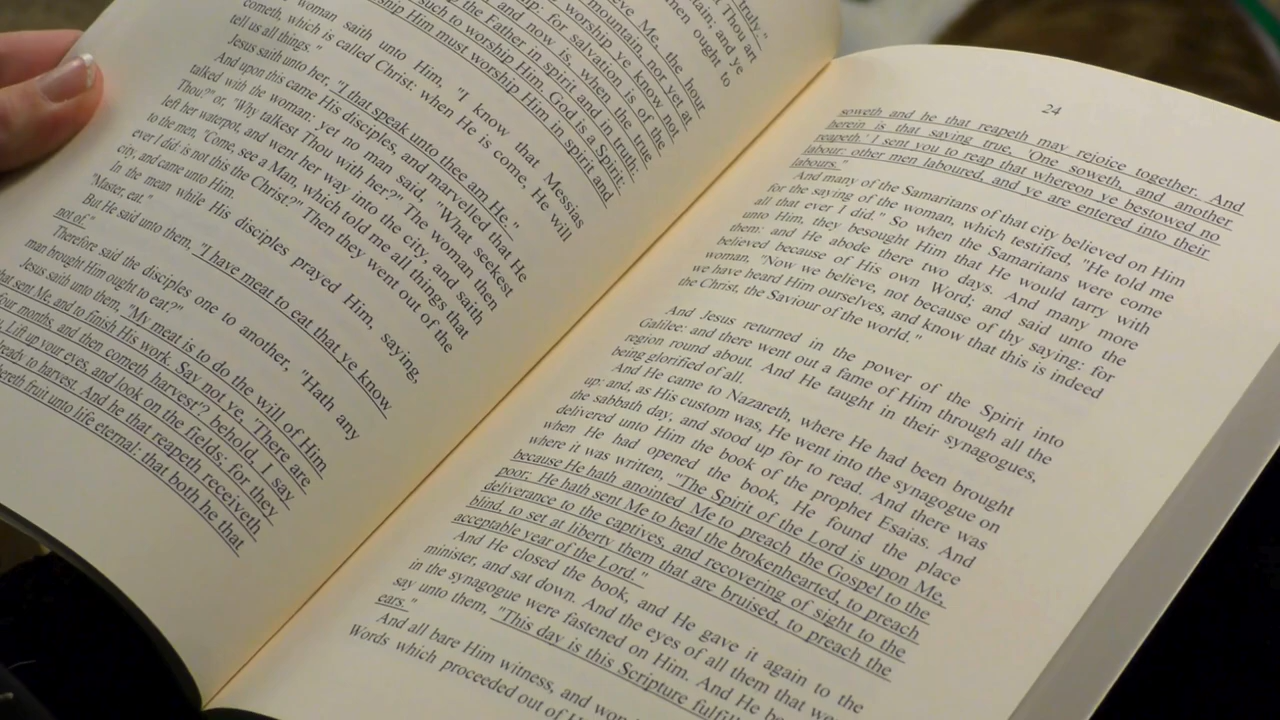 truly."
Thou art
tain, and ye
men ought to
eve Me, the hour
mountain, nor yet at
worship ye know not
ip: for salvation is of the
and now is, when the true
g the Father in spirit and in truth:
such to worship Him. God is a Spirit:
ship Him must worship Him in spirit and
woman saith unto Him, "I know that Messias
cometh, which is called Christ: when He is come, He will
tell us all things."
Jesus saith unto her, "I that speak unto thee am He."
And upon this came His disciples, and marvelled that He
talked with the woman; yet no man said, "What seekest
Thou?" or, "Why talkest Thou with her?" The woman then
left her waterpot, and went her way into the city, and saith
to the men, "Come, see a Man, which told me all things that
ever I did: is not this the Christ?" Then they went out of the
city, and came unto Him.
In the mean while His disciples prayed Him, saying,
"Master, eat."
But He said unto them, "I have meat to eat that ye know
not of."
Therefore said the disciples one to another, "Hath any
man brought Him ought to eat?"
Jesus saith unto them, "My meat is to do the will of Him
that sent Me, and to finish His work. Say not ye, 'There are
four months, and then cometh harvest'? behold, I say
Lift up your eyes, and look on the fields; for they
ready to harvest. And he that reapeth receiveth
hereth fruit unto life eternal: that both he that
24
soweth and he that reapeth may rejoice together. And
herein is that saying true, 'One soweth, and another
reapeth.' I sent you to reap that whereon ye bestowed no
labour: other men laboured, and ye are entered into their
labours."
And many of the Samaritans of that city believed on Him
for the saying of the woman, which testified, "He told me
all that ever I did." So when the Samaritans were come
unto Him, they besought Him that He would tarry with
them: and He abode there two days. And many more
believed because of His own Word; and said unto the
woman, "Now we believe, not because of thy saying: for
we have heard Him ourselves, and know that this is indeed
the Christ, the Saviour of the world."
And Jesus returned in the power of the Spirit into
Galilee: and there went out a fame of Him through all the
region round about. And He taught in their synagogues,
being glorified of all.
And He came to Nazareth, where He had been brought
up: and, as His custom was, He went into the synagogue on
the sabbath day, and stood up for to read. And there was
delivered unto Him the book of the prophet Esaias. And
when He had opened the book, He found the place
where it was written, "The Spirit of the Lord is upon Me,
because He hath anointed Me to preach the Gospel to the
poor; He hath sent Me to heal the brokenhearted, to preach
deliverance to the captives, and recovering of sight to the
blind, to set at liberty them that are bruised, to preach the
acceptable year of the Lord."
And He closed the book, and He gave it again to the
minister, and sat down. And the eyes of all them that we
in the synagogue were fastened on Him. And He be
say unto them, "This day is this Scripture fulfil
ears."
And all bare Him witness, and won
Words which proceeded out of H